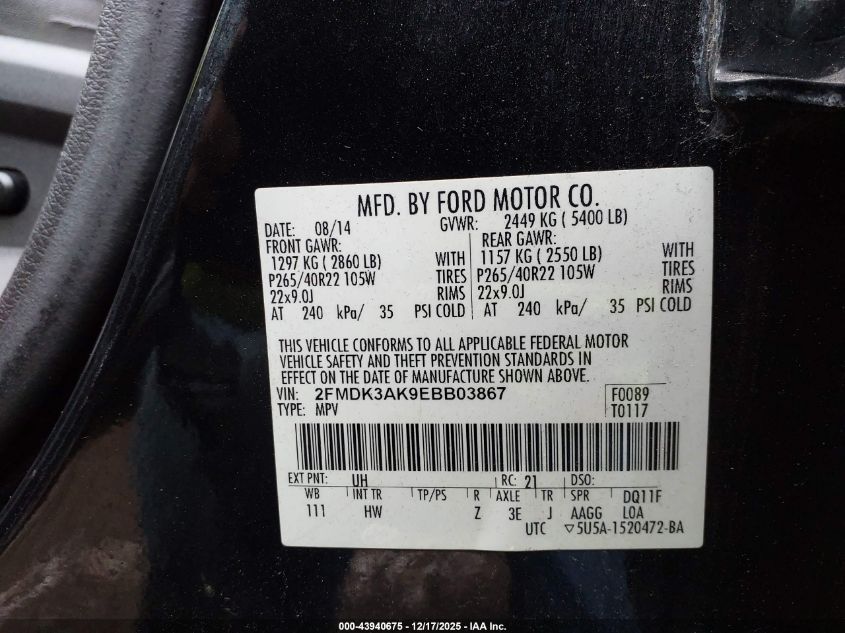 MFD. BY FORD MOTOR CO.
DATE: 08/14 GVWR: 2449 KG ( 5400 LB)
FRONT GAWR: REAR GAWR:
1297 KG ( 2860 LB) WITH 1157 KG ( 2550 LB) WITH
P265/40R22 105W TIRES P265/40R22 105W TIRES
22x9.0J RIMS 22x9.0J RIMS
AT 240 kPa/ 35 PSI COLD AT 240 kPa/ 35 PSI COLD
THIS VEHICLE CONFORMS TO ALL APPLICABLE FEDERAL MOTOR
VEHICLE SAFETY AND THEFT PREVENTION STANDARDS IN
EFFECT ON THE DATE OF MANUFACTURE SHOWN ABOVE.
VIN: 2FMDK3AK9EBB03867 F0089
TYPE: MPV T0117
EXT PNT: UH RC: 21 DSO:
WB INT TR TP/PS R AXLE TR SPR DQ11F
111 HW Z 3E J AAGG LOA
UTC ▽5U5A-1520472-BA
000-43940675 - 12/17/2025 - IAA Inc.